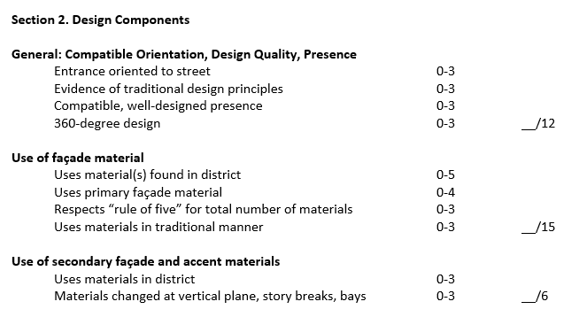 Section 2. Design Components
General: Compatible Orientation, Design Quality, Presence
Entrance oriented to street 0-3
Evidence of traditional design principles 0-3
Compatible, well-designed presence 0-3
360-degree design 0-3 __/12
Use of façade material
Uses material(s) found in district 0-5
Uses primary façade material 0-4
Respects “rule of five” for total number of materials 0-3
Uses materials in traditional manner 0-3 __/15
Use of secondary façade and accent materials
Uses materials in district 0-3
Materials changed at vertical plane, story breaks, bays 0-3 __/6